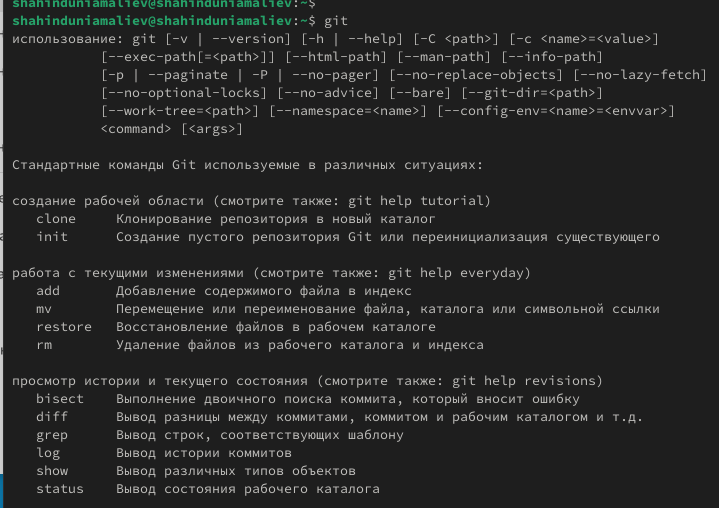 shahinduniamaliev@shahinduniamaliev:~$
shahinduniamaliev@shahinduniamaliev:~$ git
использование: git [-v | --version] [-h | --help] [-C <path>] [-c <name>=<value>]
           [--exec-path[=<path>]] [--html-path] [--man-path] [--info-path]
           [-p | --paginate | -P | --no-pager] [--no-replace-objects] [--no-lazy-fetch]
           [--no-optional-locks] [--no-advice] [--bare] [--git-dir=<path>]
           [--work-tree=<path>] [--namespace=<name>] [--config-env=<name>=<envvar>]
           <command> [<args>]

Стандартные команды Git используемые в различных ситуациях:

создание рабочей области (смотрите также: git help tutorial)
   clone     Клонирование репозитория в новый каталог
   init      Создание пустого репозитория Git или переинициализация существующего

работа с текущими изменениями (смотрите также: git help everyday)
   add       Добавление содержимого файла в индекс
   mv        Перемещение или переименование файла, каталога или символьной ссылки
   restore   Восстановление файлов в рабочем каталоге
   rm        Удаление файлов из рабочего каталога и индекса

просмотр истории и текущего состояния (смотрите также: git help revisions)
   bisect    Выполнение двоичного поиска коммита, который вносит ошибку
   diff      Вывод разницы между коммитами, коммитом и рабочим каталогом и т.д.
   grep      Вывод строк, соответствующих шаблону
   log       Вывод истории коммитов
   show      Вывод различных типов объектов
   status    Вывод состояния рабочего каталога